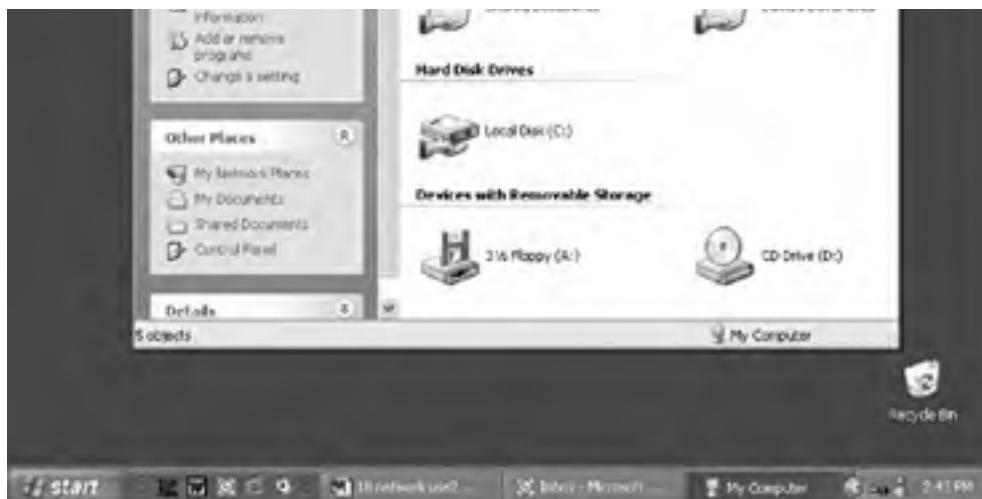 information
Add or remove
programs
Change a setting
Other Places
My Network Places
My Documents
Shared Documents
Control Panel
Details
Hard Disk Drives
Local Disk (C:)
Devices with Removable Storage
3½ Floppy (A:)
CD Drive (D:)
5 objects
My Computer
Recycle Bin
start
Inbox - Microsoft ...
My Computer
2:41 PM